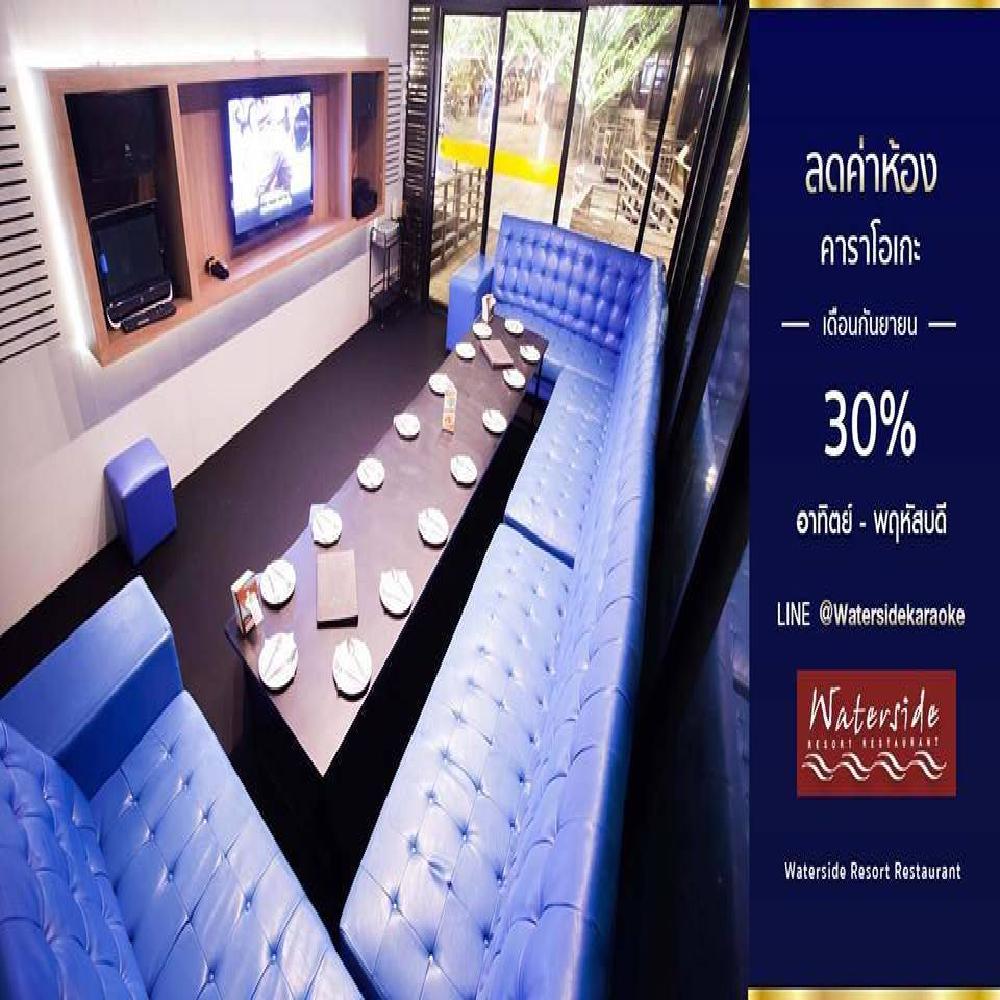 ลดค่าห้อง
คาราโอเกะ
เดือนกันยายน
30%
อาทิตย์ - พฤหัสบดี
LINE @Watersidekaraoke
Waterside
RESORT RESTAURANT
Waterside Resort Restaurant